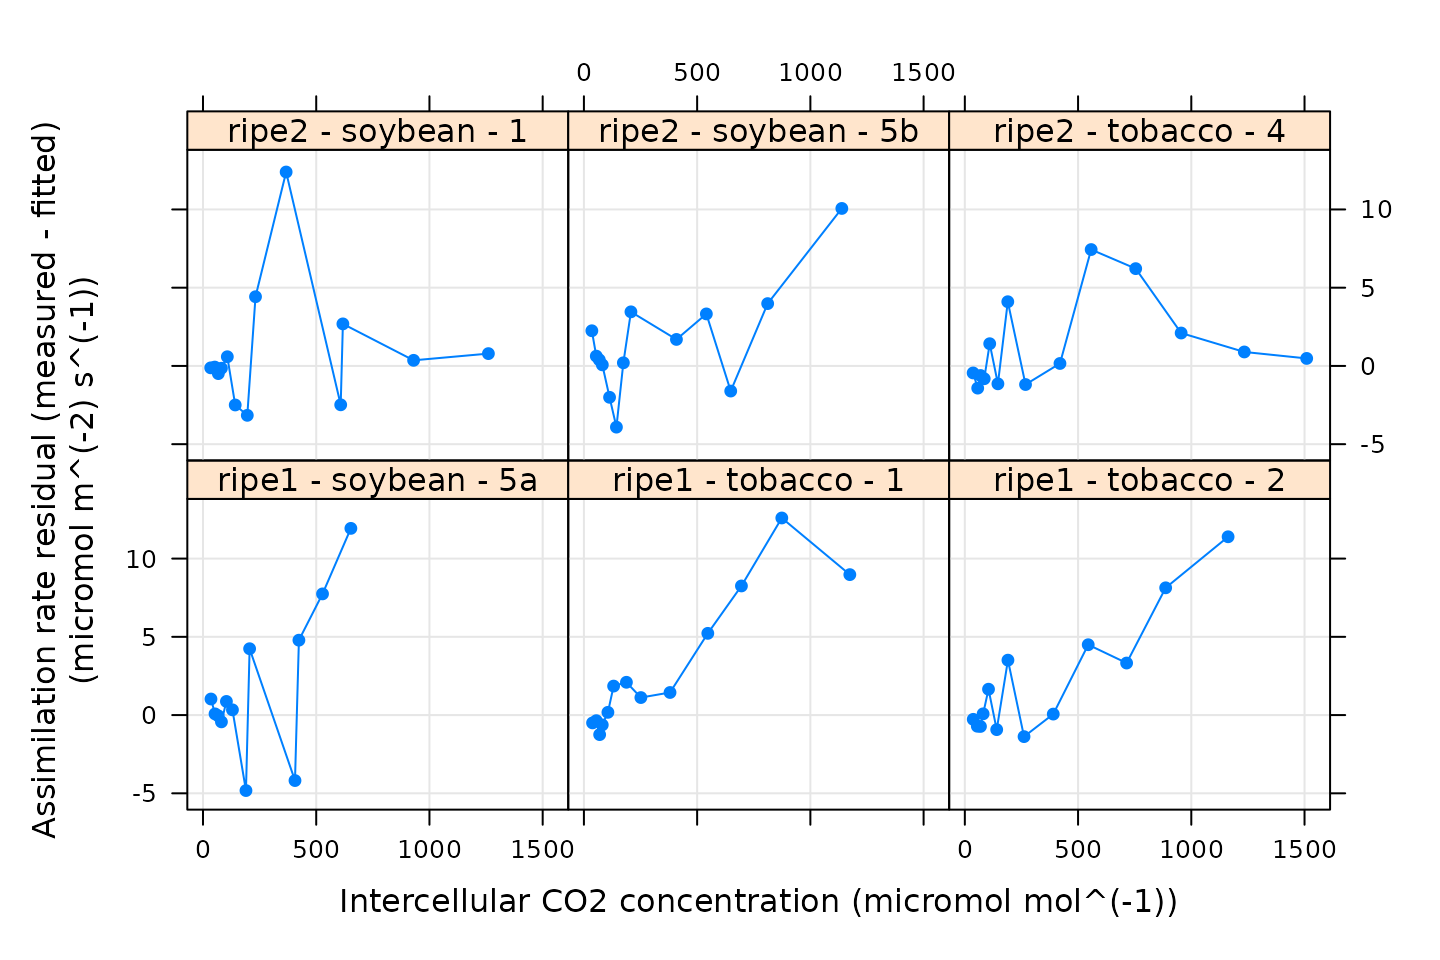 0 500 1000 1500
ripe2 - soybean - 1 ripe2 - soybean - 5b ripe2 - tobacco - 4
10
5
0
-5
ripe1 - soybean - 5a ripe1 - tobacco - 1 ripe1 - tobacco - 2
10
5
0
-5
0 500 1000 1500 0 500 1000 1500
Intercellular CO2 concentration (micromol mol^(-1))
Assimilation rate residual (measured - fitted)
(micromol m^(-2) s^(-1))